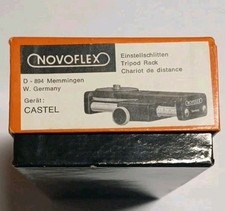 NOVOFLEX
D - 894 Memmingen
W. Germany
Gerät:
CASTEL
Einstellschlitten
Tripod Rack
Chariot de distance